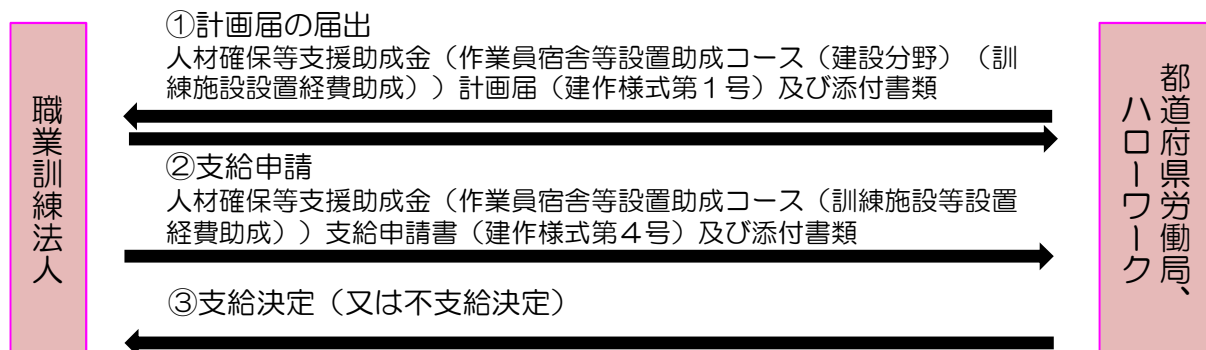 職業訓練法人
①計画届の届出
人材確保等支援助成金（作業員宿舎等設置助成コース（建設分野）（訓
練施設設置経費助成））計画届（建作様式第１号）及び添付書類
②支給申請
人材確保等支援助成金（作業員宿舎等設置助成コース（訓練施設等設置
経費助成））支給申請書（建作様式第４号）及び添付書類
③支給決定（又は不支給決定）
都道府県労働局、
ハローワーク